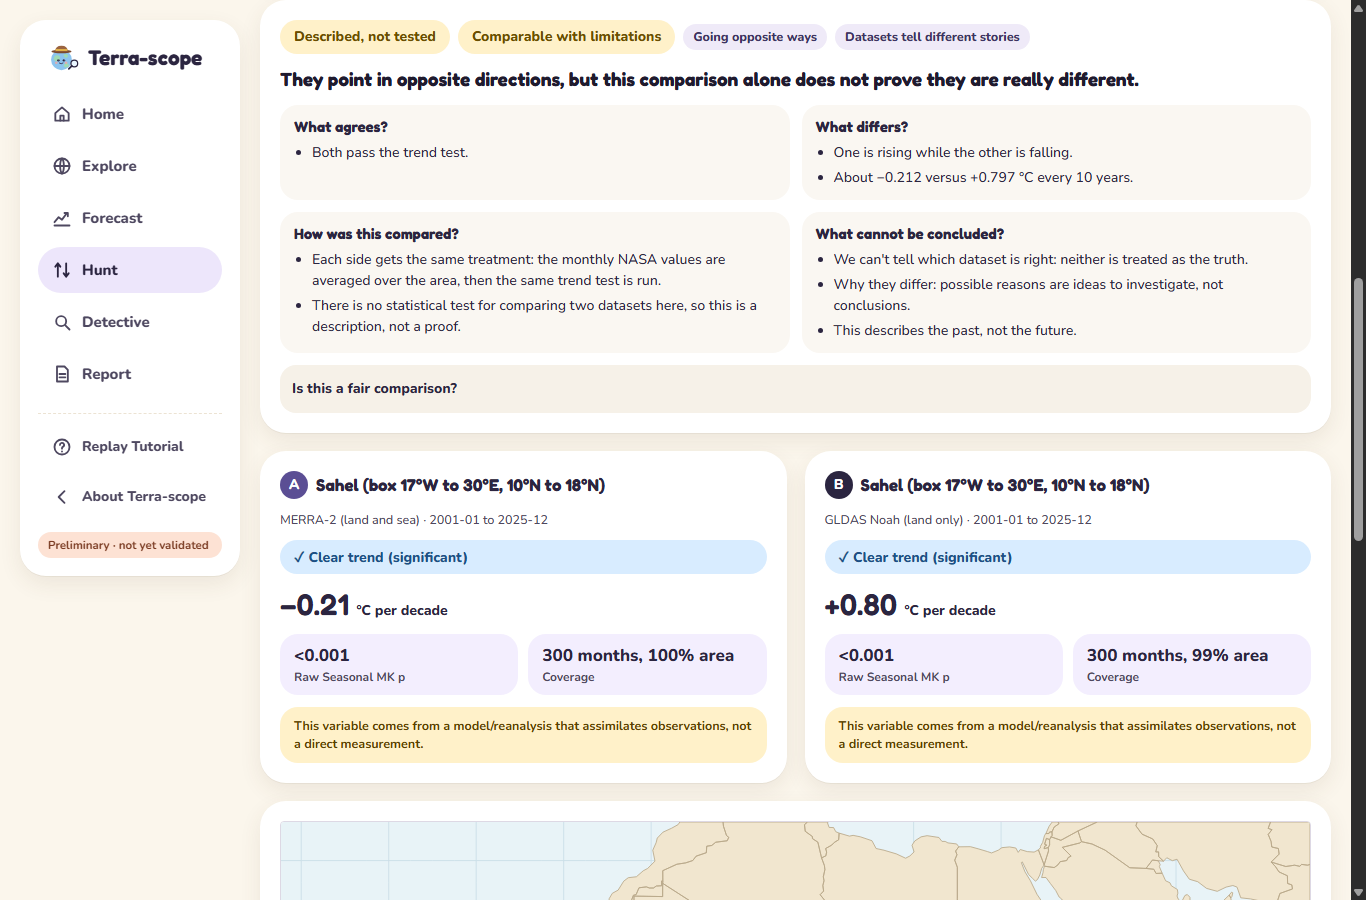 Terra-scope
Home
Explore
Forecast
Hunt
Detective
Report
Replay Tutorial
About Terra-scope
Preliminary · not yet validated
Described, not tested
Comparable with limitations
Going opposite ways
Datasets tell different stories
They point in opposite directions, but this comparison alone does not prove they are really different.
What agrees?
• Both pass the trend test.
What differs?
• One is rising while the other is falling.
• About −0.212 versus +0.797 °C every 10 years.
How was this compared?
• Each side gets the same treatment: the monthly NASA values are
averaged over the area, then the same trend test is run.
• There is no statistical test for comparing two datasets here, so this is a
description, not a proof.
What cannot be concluded?
• We can't tell which dataset is right: neither is treated as the truth.
• Why they differ: possible reasons are ideas to investigate, not
conclusions.
• This describes the past, not the future.
Is this a fair comparison?
A Sahel (box 17°W to 30°E, 10°N to 18°N)
MERRA-2 (land and sea) · 2001-01 to 2025-12
✓ Clear trend (significant)
−0.21 °C per decade
<0.001
Raw Seasonal MK p
300 months, 100% area
Coverage
This variable comes from a model/reanalysis that assimilates observations, not
a direct measurement.
B Sahel (box 17°W to 30°E, 10°N to 18°N)
GLDAS Noah (land only) · 2001-01 to 2025-12
✓ Clear trend (significant)
+0.80 °C per decade
<0.001
Raw Seasonal MK p
300 months, 99% area
Coverage
This variable comes from a model/reanalysis that assimilates observations, not
a direct measurement.